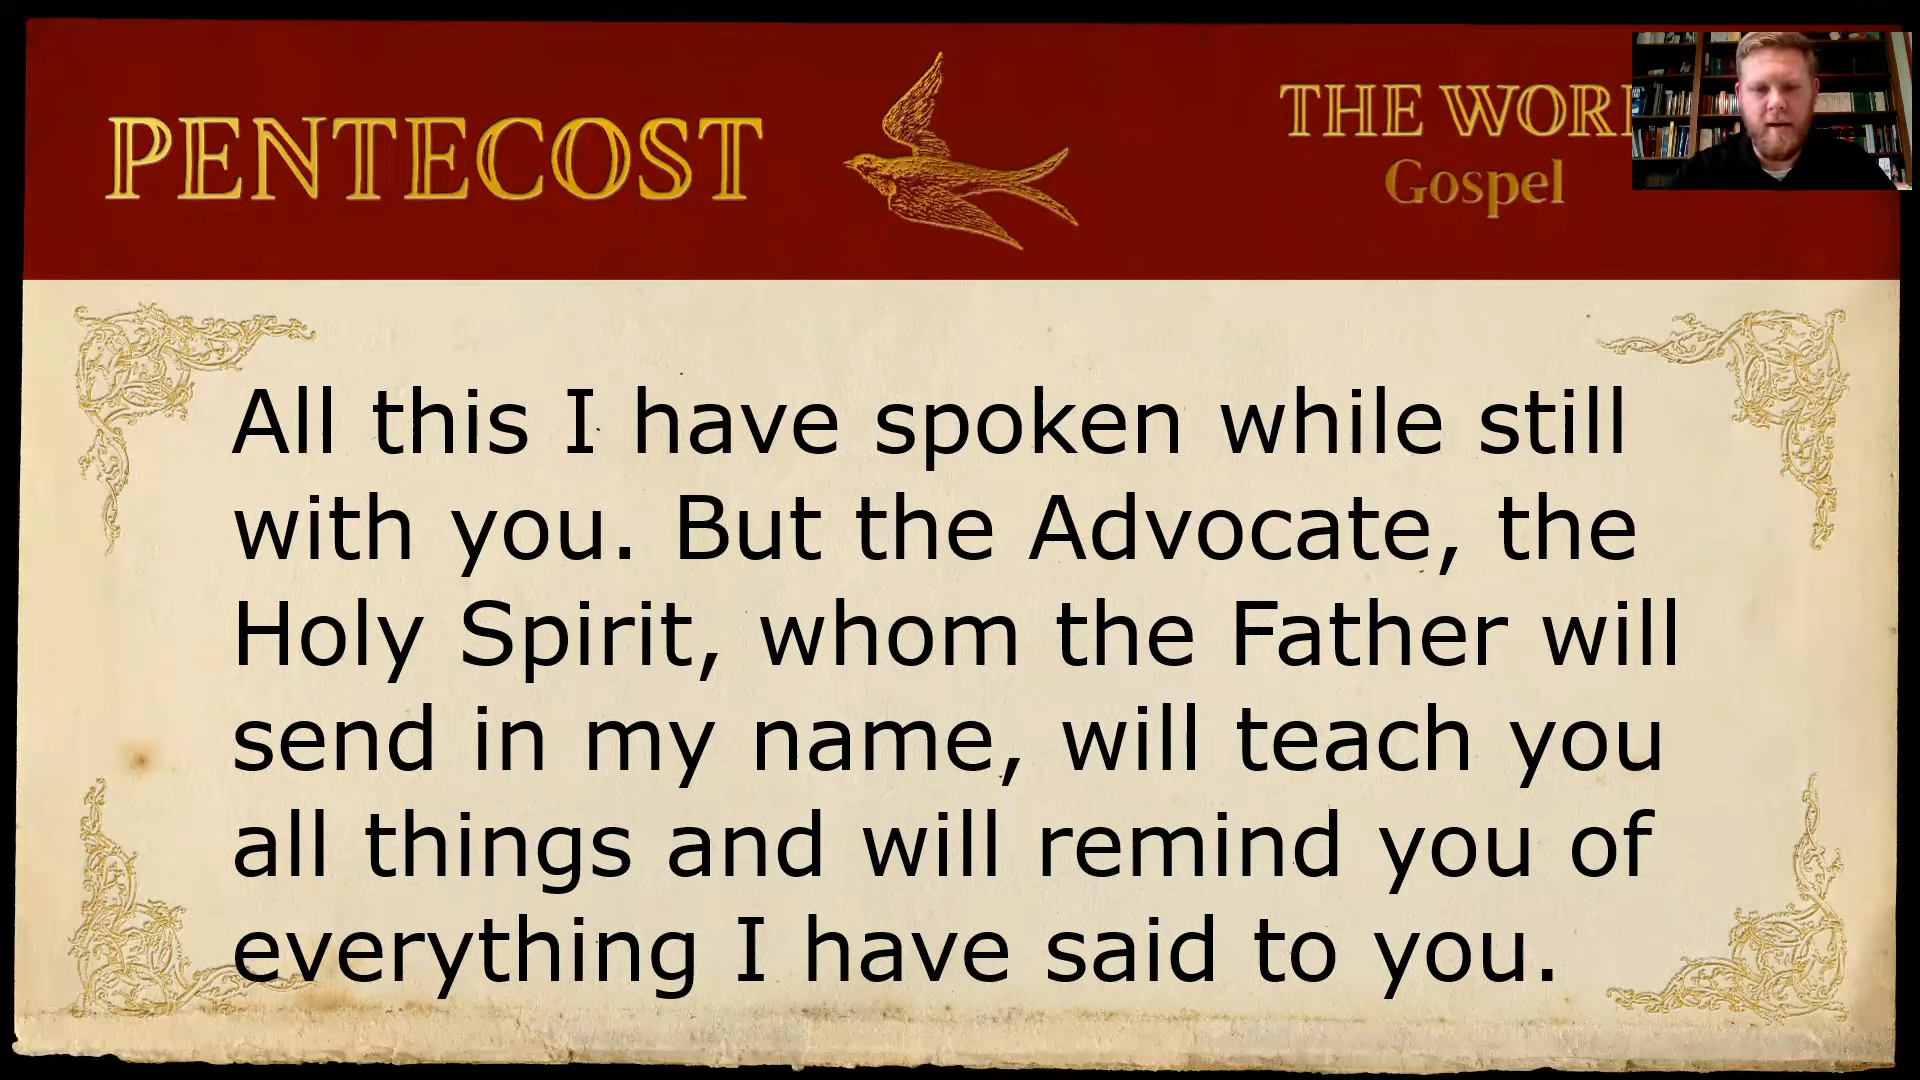 PENTECOST
THE WOR
Gospel
All this I have spoken while still
with you. But the Advocate, the
Holy Spirit, whom the Father will
send in my name, will teach you
all things and will remind you of
everything I have said to you.